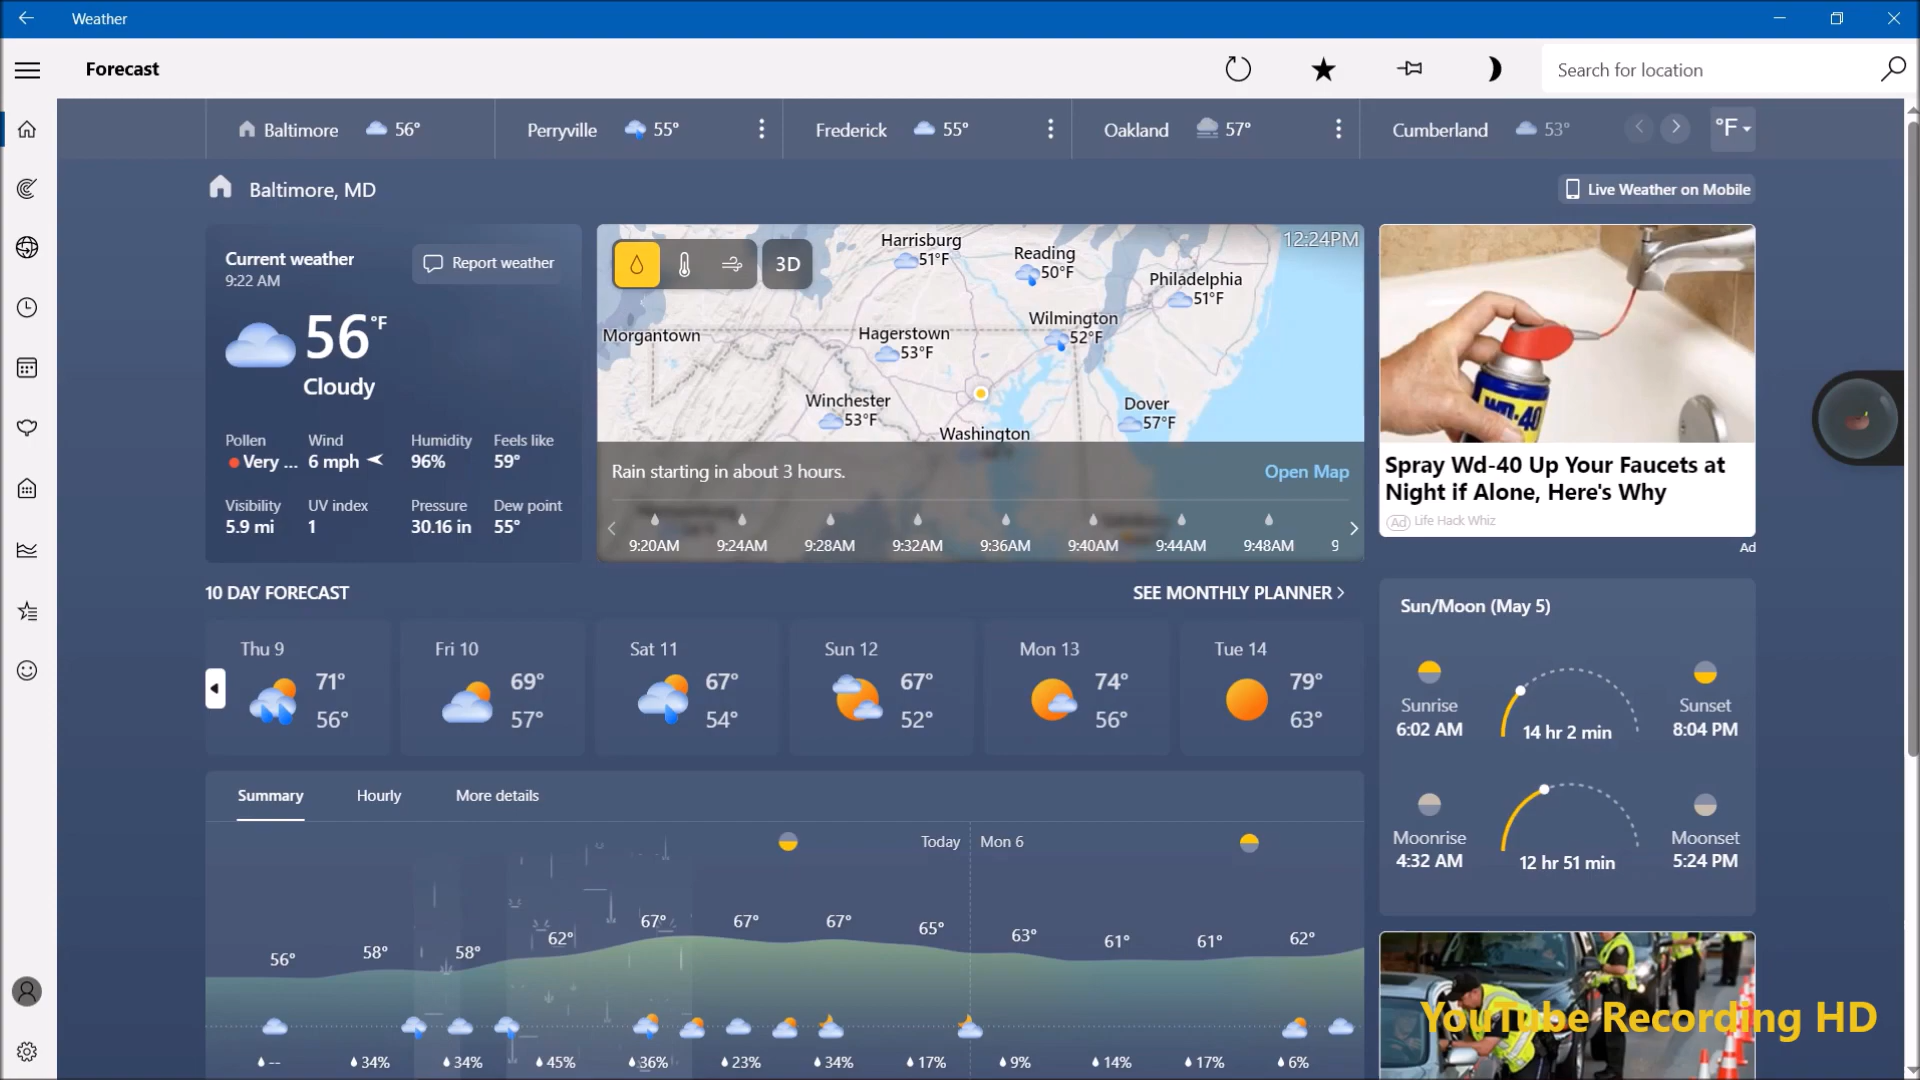 Weather
Forecast
Search for location
Baltimore 56°
Perryville 55°
Frederick 55°
Oakland 57°
Cumberland 53°
°F
Baltimore, MD
Live Weather on Mobile
Current weather
9:22 AM
Report weather
56°F
Cloudy
Pollen Wind Humidity Feels like
Very ... 6 mph 96% 59°
Visibility UV index Pressure Dew point
5.9 mi 1 30.16 in 55°
3D
12:24PM
Harrisburg
51°F
Reading
50°F
Philadelphia
51°F
Wilmington
52°F
Morgantown
Hagerstown
53°F
Winchester
53°F
Dover
57°F
Washington
Rain starting in about 3 hours.
Open Map
9:20AM 9:24AM 9:28AM 9:32AM 9:36AM 9:40AM 9:44AM 9:48AM 9
WD-40
Spray Wd-40 Up Your Faucets at
Night if Alone, Here's Why
Ad Life Hack Whiz
Ad
10 DAY FORECAST
SEE MONTHLY PLANNER
Thu 9
71°
56°
Fri 10
69°
57°
Sat 11
67°
54°
Sun 12
67°
52°
Mon 13
74°
56°
Tue 14
79°
63°
Sun/Moon (May 5)
Sunrise
6:02 AM
14 hr 2 min
Sunset
8:04 PM
Moonrise
4:32 AM
12 hr 51 min
Moonset
5:24 PM
Summary Hourly More details
Today Mon 6
56° 58° 58° 62° 67° 67° 67° 65° 63° 61° 61° 62°
-- 34% 34% 45% 36% 23% 34% 17% 9% 14% 17% 6%
YouTube Recording HD